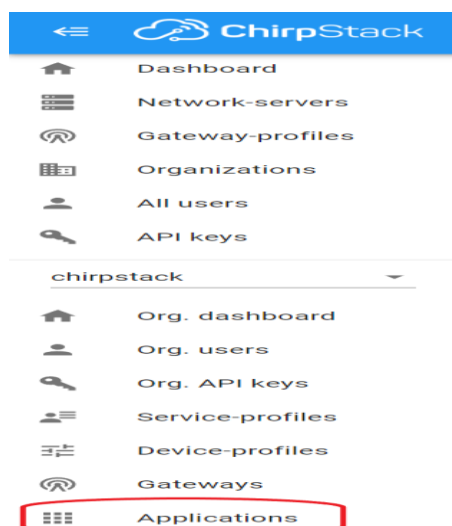 ChirpStack
Dashboard
Network-servers
Gateway-profiles
Organizations
All users
API keys
chirpstack
Org. dashboard
Org. users
Org. API keys
Service-profiles
Device-profiles
Gateways
Applications